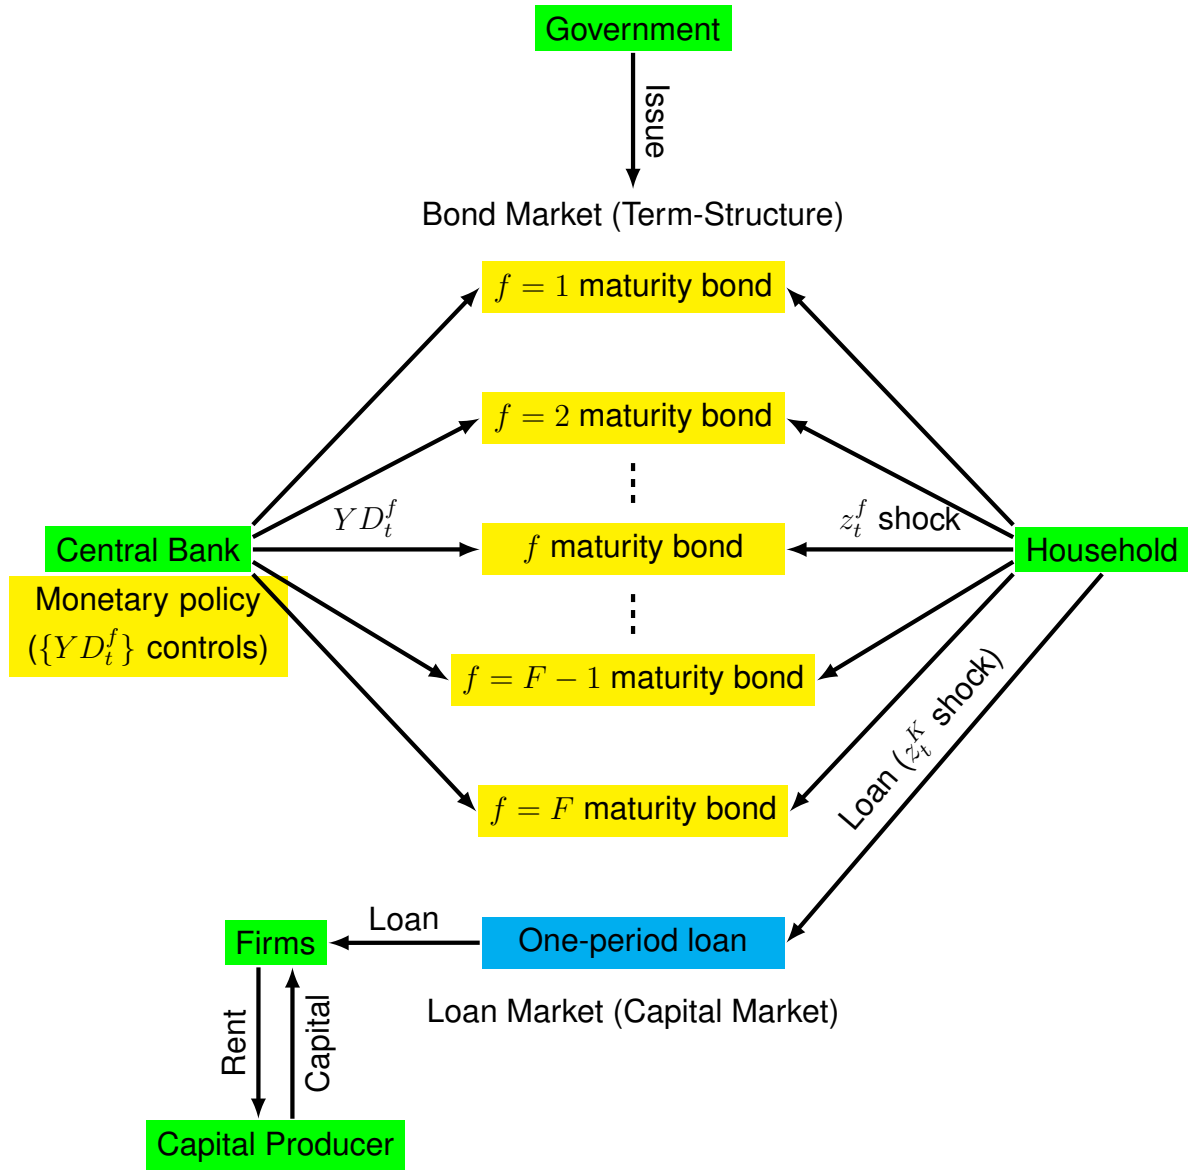 Government
Issue
Bond Market (Term-Structure)
f = 1 maturity bond
f = 2 maturity bond
YD_t^f
z_t^f shock
Central Bank
f maturity bond
Household
Monetary policy
({YD_t^f} controls)
f = F − 1 maturity bond
Loan (z_t^K shock)
f = F maturity bond
Loan
Firms
One-period loan
Loan Market (Capital Market)
Rent
Capital
Capital Producer